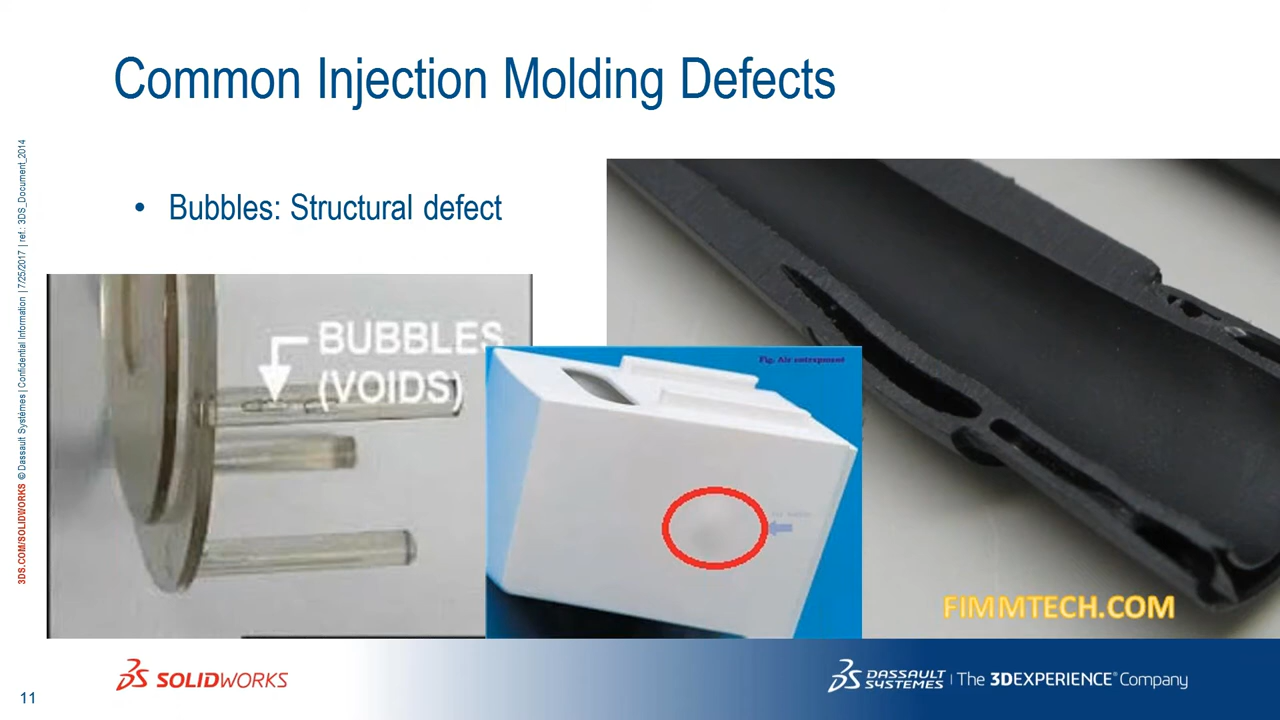 Common Injection Molding Defects
• Bubbles: Structural defect
BUBBLES
(VOIDS)
Fig. Air entrapment
FIMMTECH.COM
3DS.COM/SOLIDWORKS © Dassault Systèmes | Confidential Information | 7/25/2017 | ref.: 3DS_Document_2014
SOLIDWORKS
DASSAULT
SYSTEMES
The 3DEXPERIENCE® Company
11